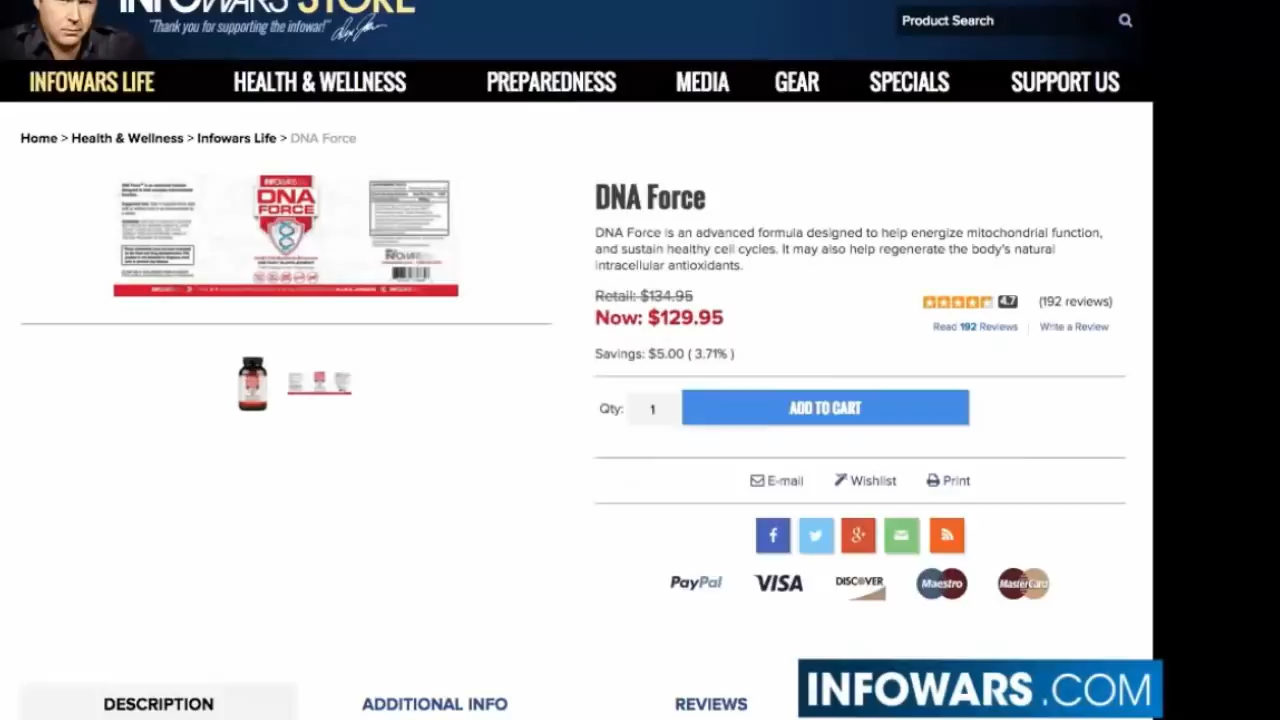 INFOWARS STORE
"Thank you for supporting the infowar!"
Product Search
INFOWARS LIFE HEALTH & WELLNESS PREPAREDNESS MEDIA GEAR SPECIALS SUPPORT US
Home > Health & Wellness > Infowars Life > DNA Force
INFOWARS
DNA
FORCE
DNA Force
DNA Force is an advanced formula designed to help energize mitochondrial function,
and sustain healthy cell cycles. It may also help regenerate the body's natural
intracellular antioxidants.
Retail: $134.95
Now: $129.95
4.7 (192 reviews)
Read 192 Reviews | Write a Review
Savings: $5.00 ( 3.71% )
Qty: 1 ADD TO CART
E-mail Wishlist Print
f g+
PayPal VISA DISCOVER Maestro MasterCard
DESCRIPTION ADDITIONAL INFO REVIEWS
INFOWARS.COM